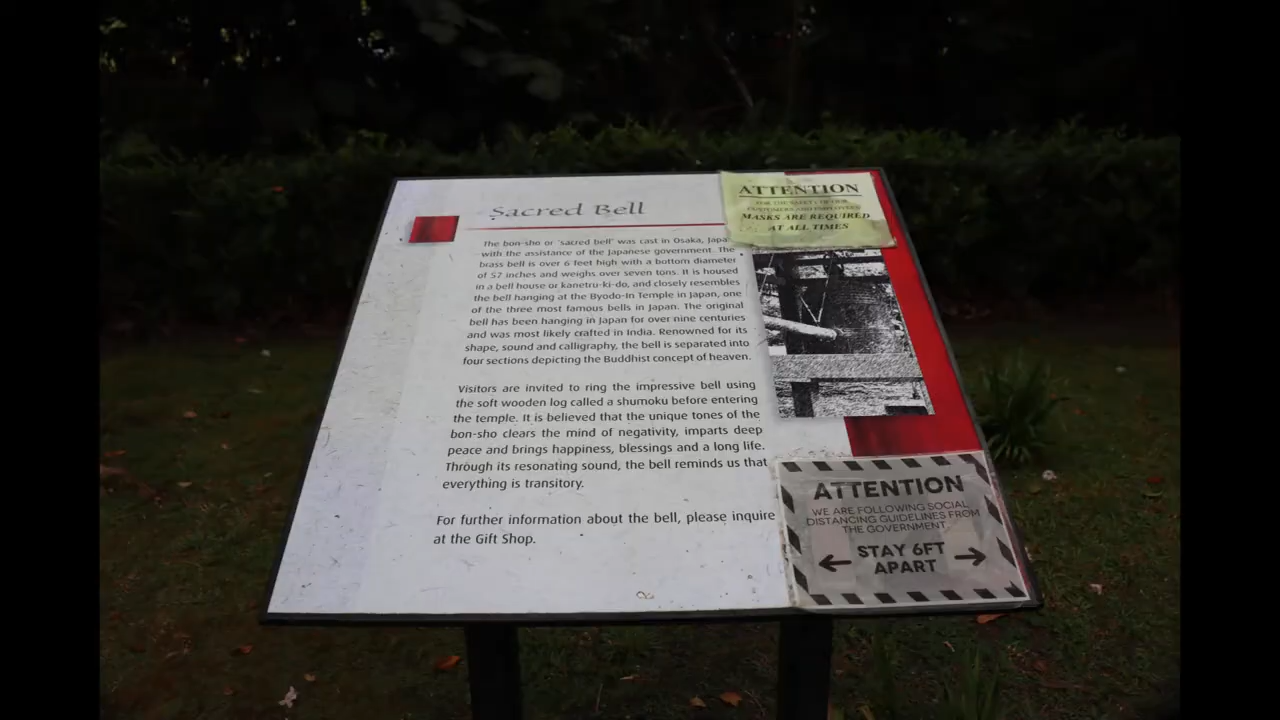 Sacred Bell
The bon-sho or 'sacred bell' was cast in Osaka, Japa
with the assistance of the Japanese government. The
brass bell is over 6 feet high with a bottom diameter
of 57 inches and weighs over seven tons. It is housed
in a bell house or kanetru-ki-do, and closely resembles
the bell hanging at the Byodo-In Temple in Japan, one
of the three most famous bells in Japan. The original
bell has been hanging in Japan for over nine centuries
and was most likely crafted in India. Renowned for its
shape, sound and calligraphy, the bell is separated into
four sections depicting the Buddhist concept of heaven.
Visitors are invited to ring the impressive bell using
the soft wooden log called a shumoku before entering
the temple. It is believed that the unique tones of the
bon-sho clears the mind of negativity, imparts deep
peace and brings happiness, blessings and a long life.
Through its resonating sound, the bell reminds us that
everything is transitory.
For further information about the bell, please inquire
at the Gift Shop.
ATTENTION
FOR THE SAFETY OF OUR
CUSTOMERS AND EMPLOYEES
MASKS ARE REQUIRED
AT ALL TIMES
ATTENTION
WE ARE FOLLOWING SOCIAL
DISTANCING GUIDELINES FROM
THE GOVERNMENT
STAY 6FT
APART